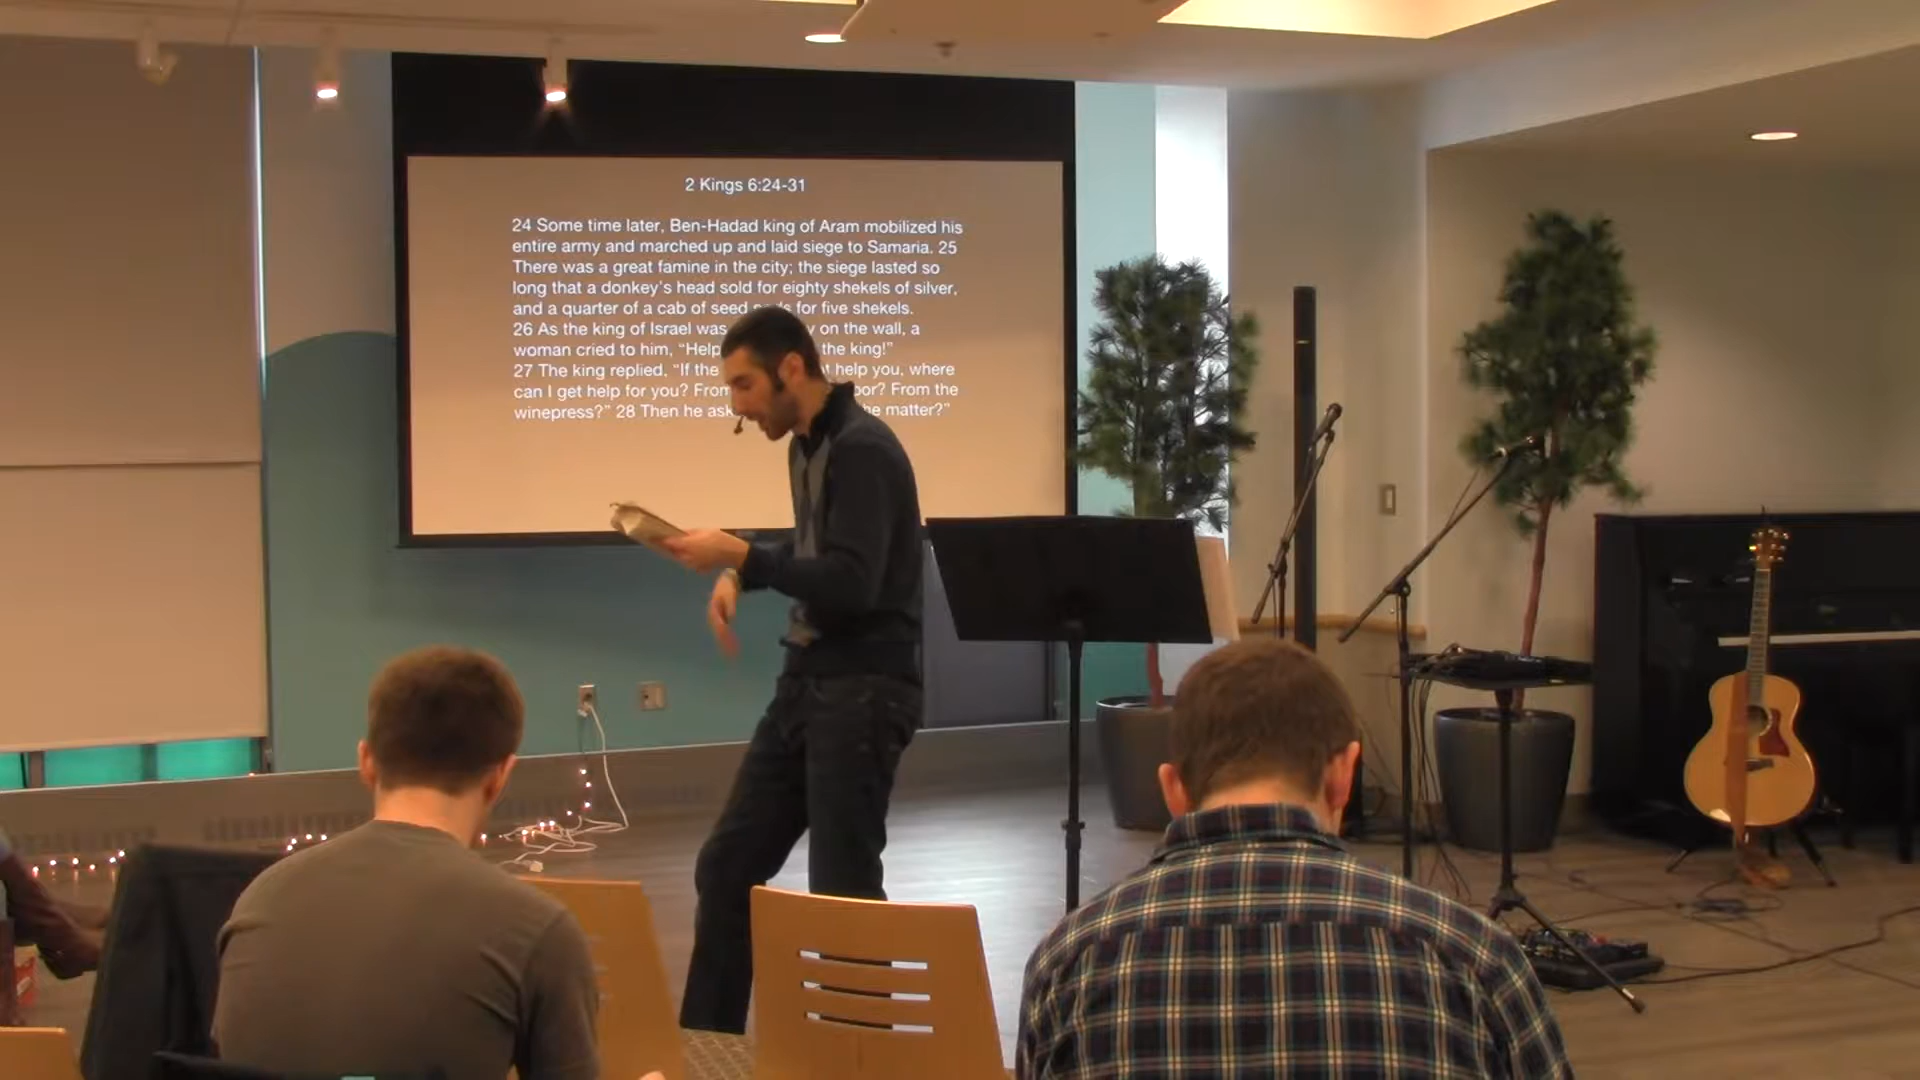 2 Kings 6:24-31
24 Some time later, Ben-Hadad king of Aram mobilized his
entire army and marched up and laid siege to Samaria. 25
There was a great famine in the city; the siege lasted so
long that a donkey's head sold for eighty shekels of silver,
and a quarter of a cab of seed for five shekels.
26 As the king of Israel was on the wall, a
woman cried to him, “Help the king!”
27 The king replied, “If the help you, where
can I get help for you? From From the
winepress?” 28 Then he matter?”